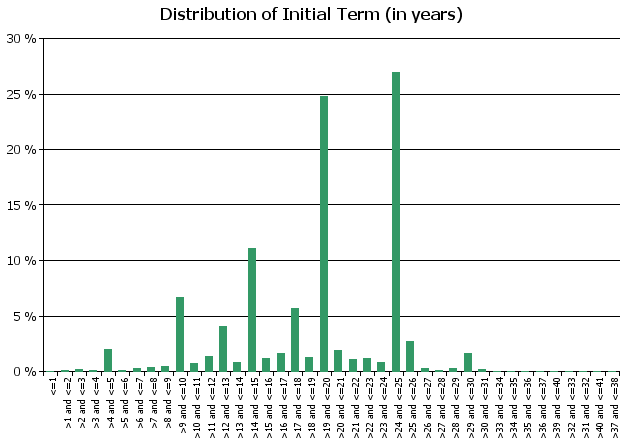 Distribution of Initial Term (in years)
30 %
25 %
20 %
15 %
10 %
5 %
0 %
<=1
>1 and <=2
>2 and <=3
>3 and <=4
>4 and <=5
>5 and <=6
>6 and <=7
>7 and <=8
>8 and <=9
>9 and <=10
>10 and <=11
>11 and <=12
>12 and <=13
>13 and <=14
>14 and <=15
>15 and <=16
>16 and <=17
>17 and <=18
>18 and <=19
>19 and <=20
>20 and <=21
>21 and <=22
>22 and <=23
>23 and <=24
>24 and <=25
>25 and <=26
>26 and <=27
>27 and <=28
>28 and <=29
>29 and <=30
>30 and <=31
>33 and <=34
>34 and <=35
>35 and <=36
>36 and <=37
>39 and <=40
>32 and <=33
>31 and <=32
>40 and <=41
>37 and <=38